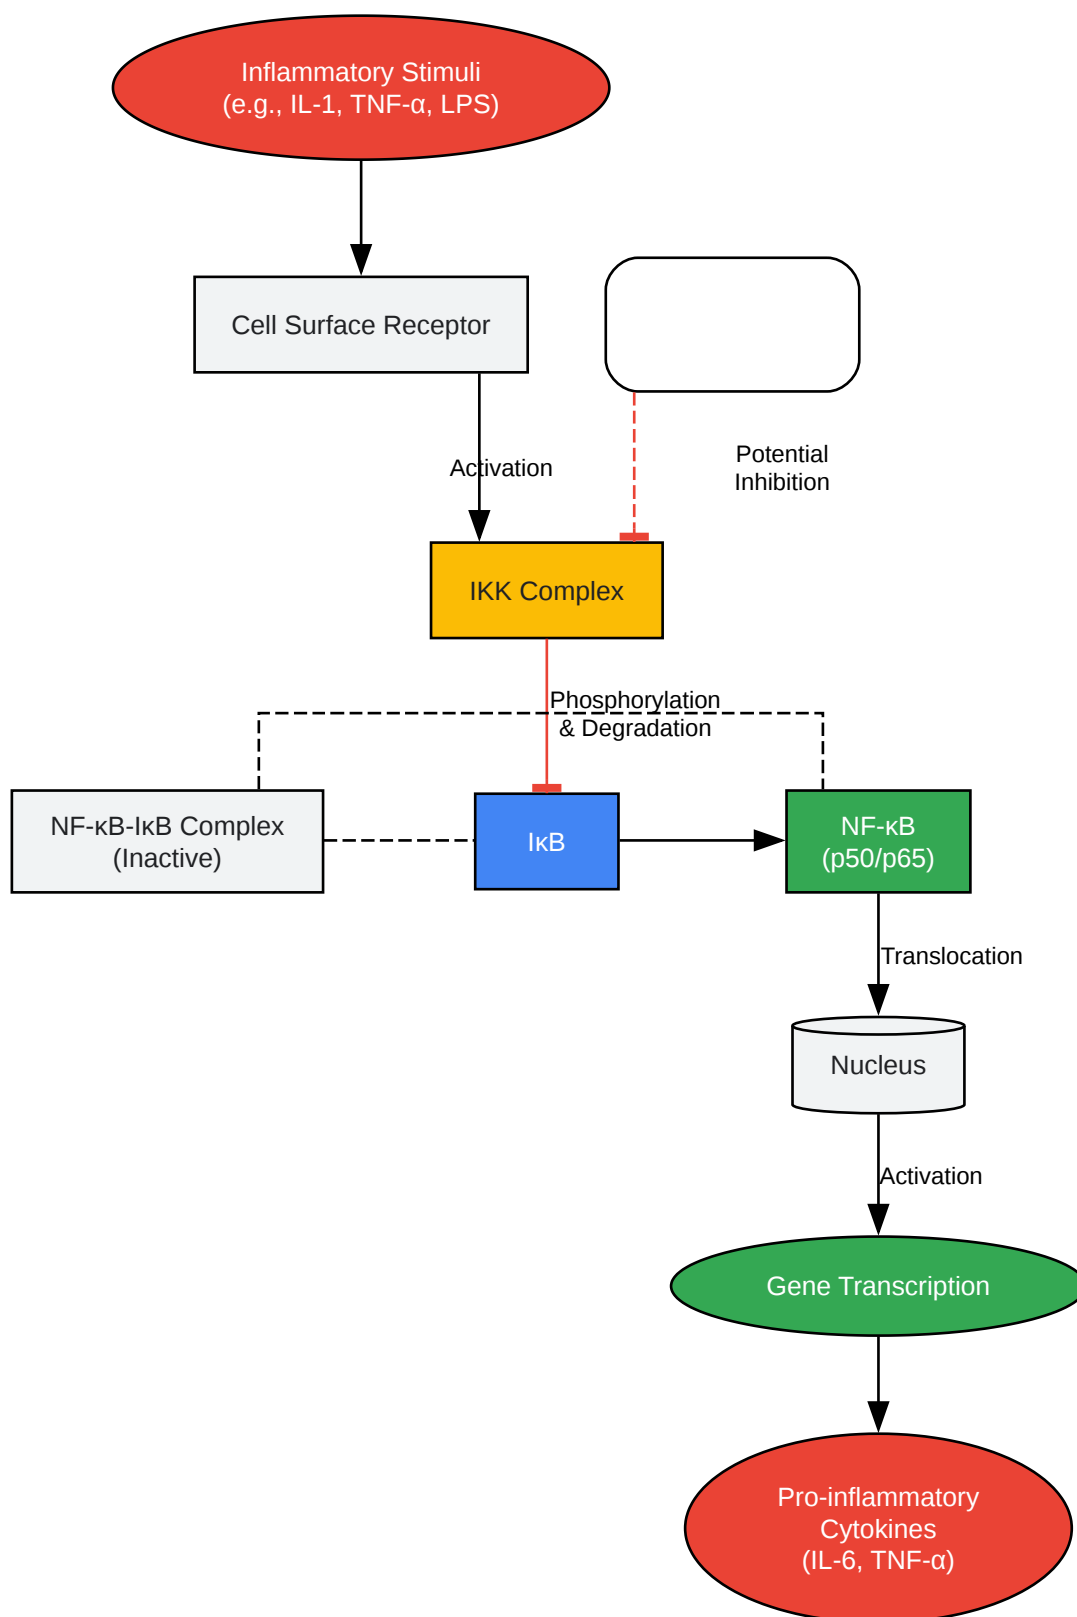 Inflammatory Stimuli
(e.g., IL-1, TNF-α, LPS)
Cell Surface Receptor
Activation
Potential
Inhibition
IKK Complex
Phosphorylation
& Degradation
NF-κB-IκB Complex
(Inactive)
IκB
NF-κB
(p50/p65)
Translocation
Nucleus
Activation
Gene Transcription
Pro-inflammatory
Cytokines
(IL-6, TNF-α)